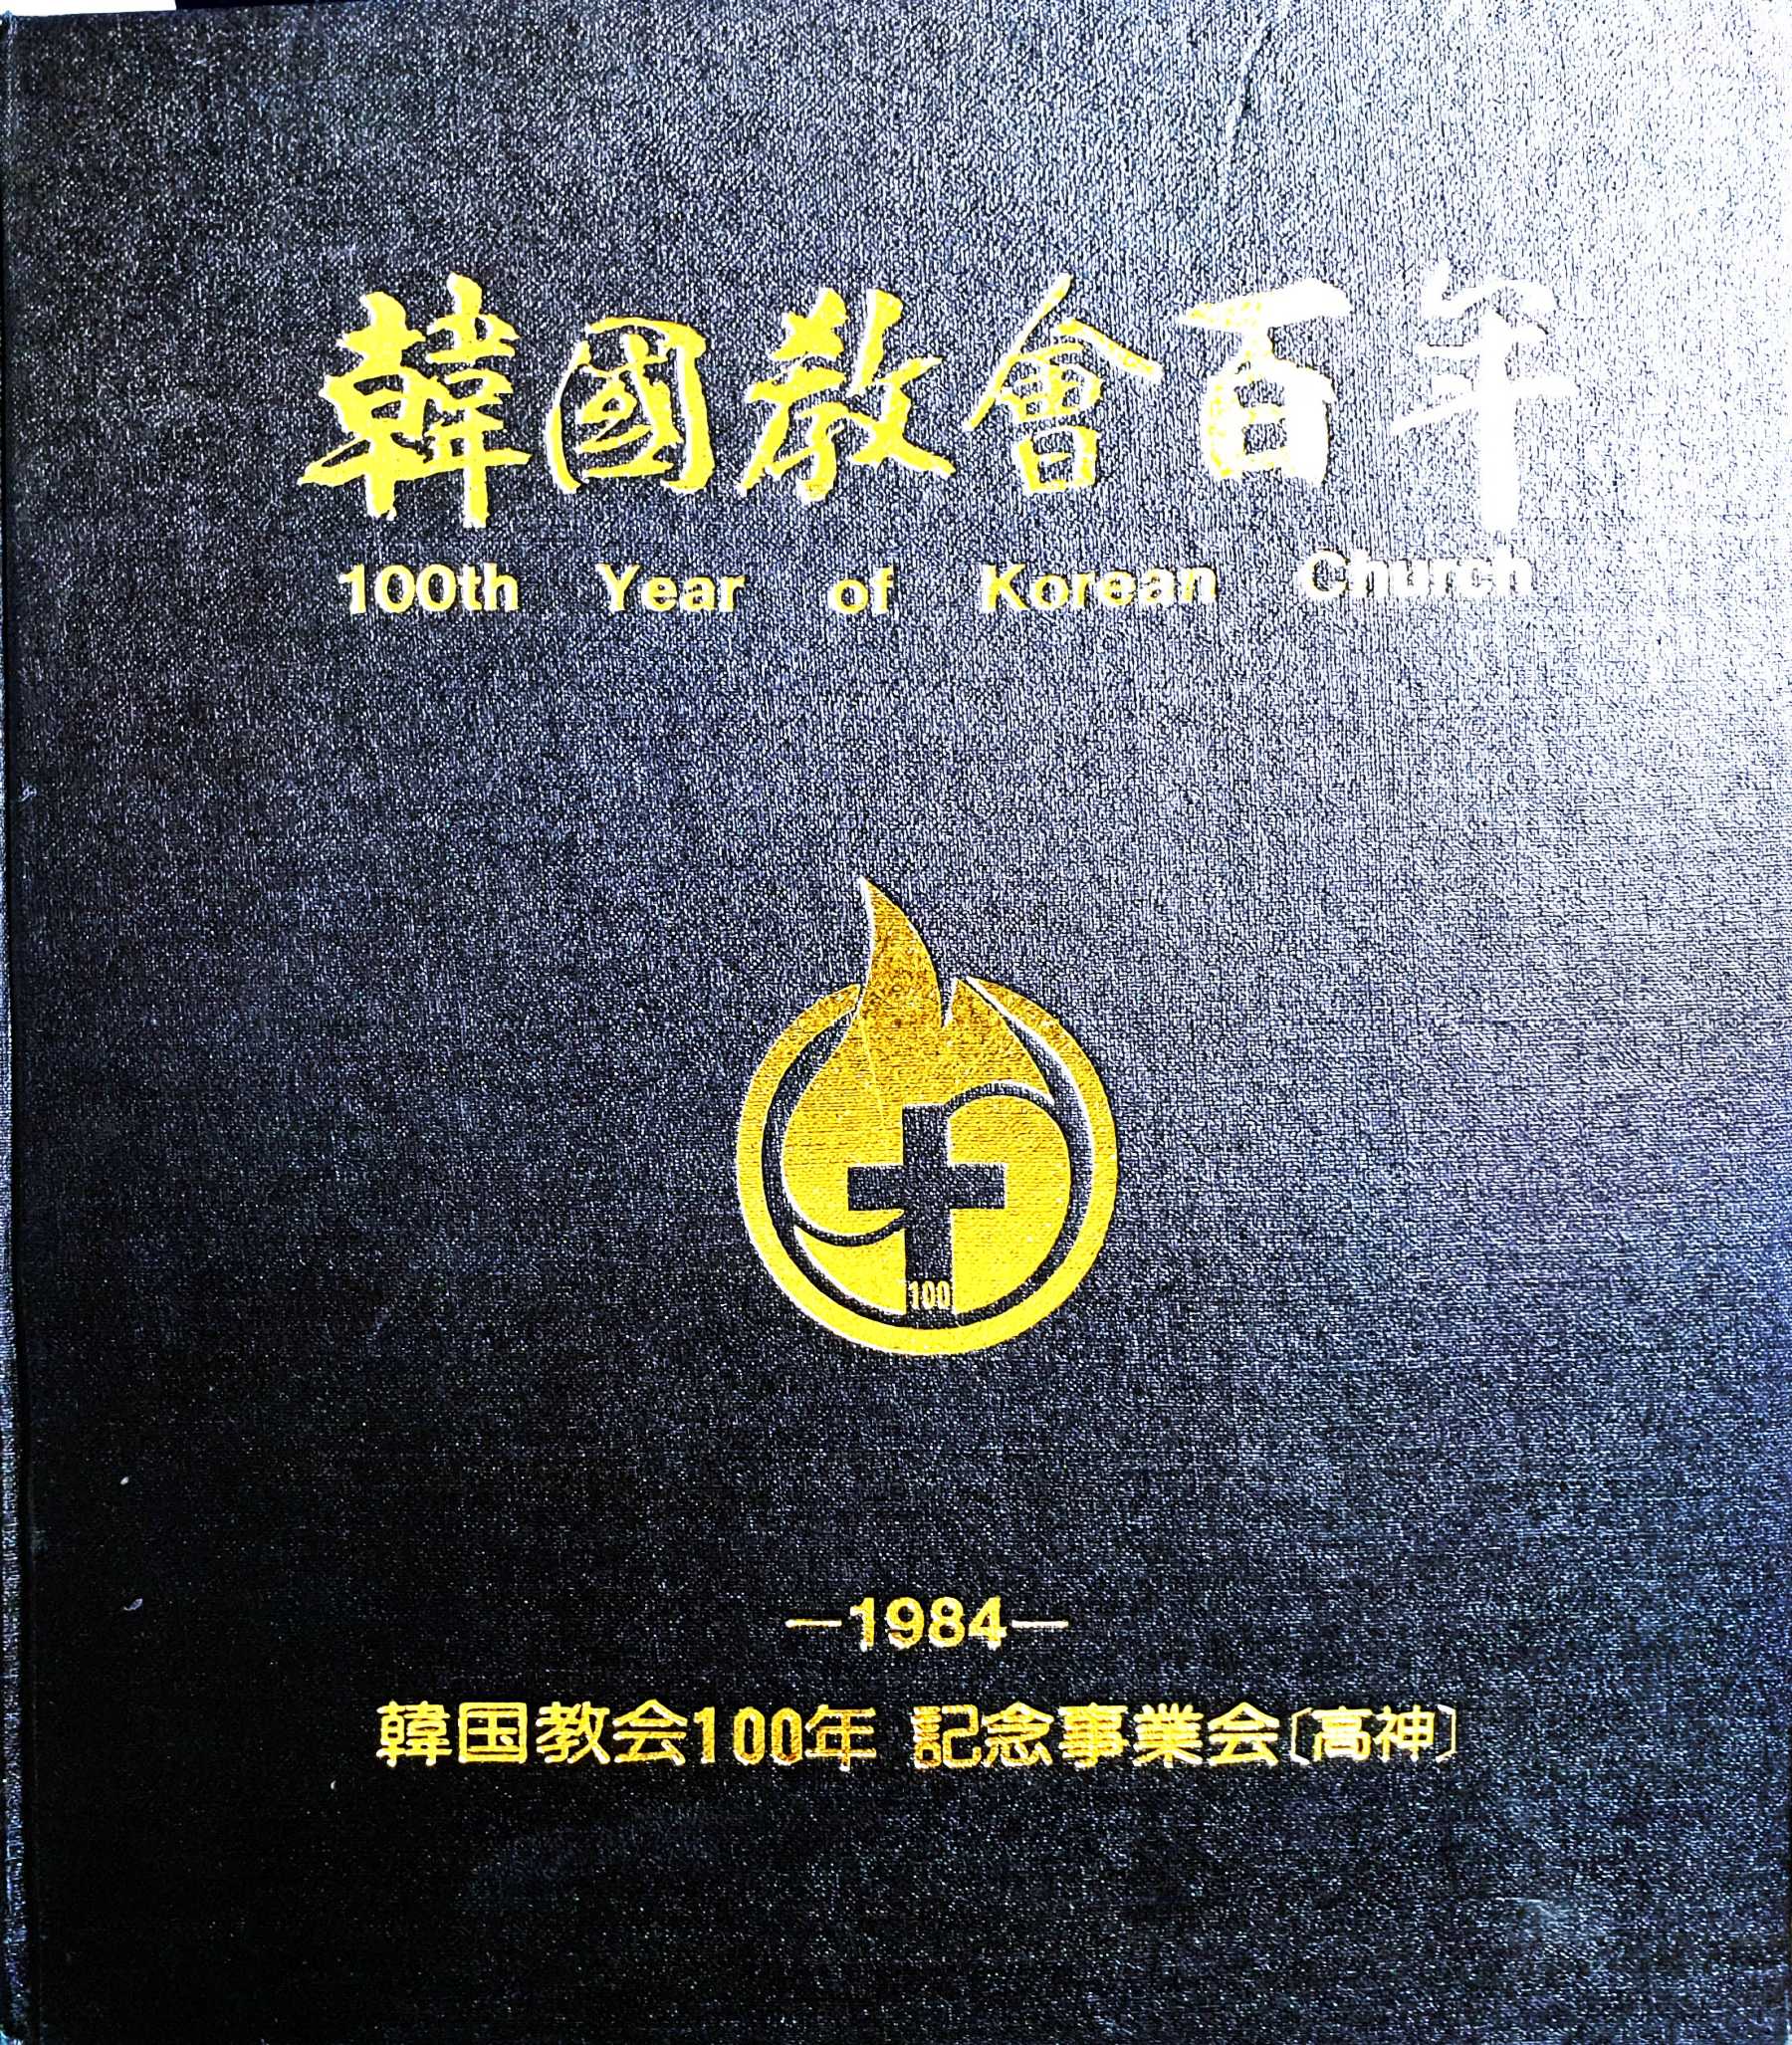 韓國教會百年
100th Year of Korean Church
100
—1984—
韓国教会100年 記念事業会〔高神〕